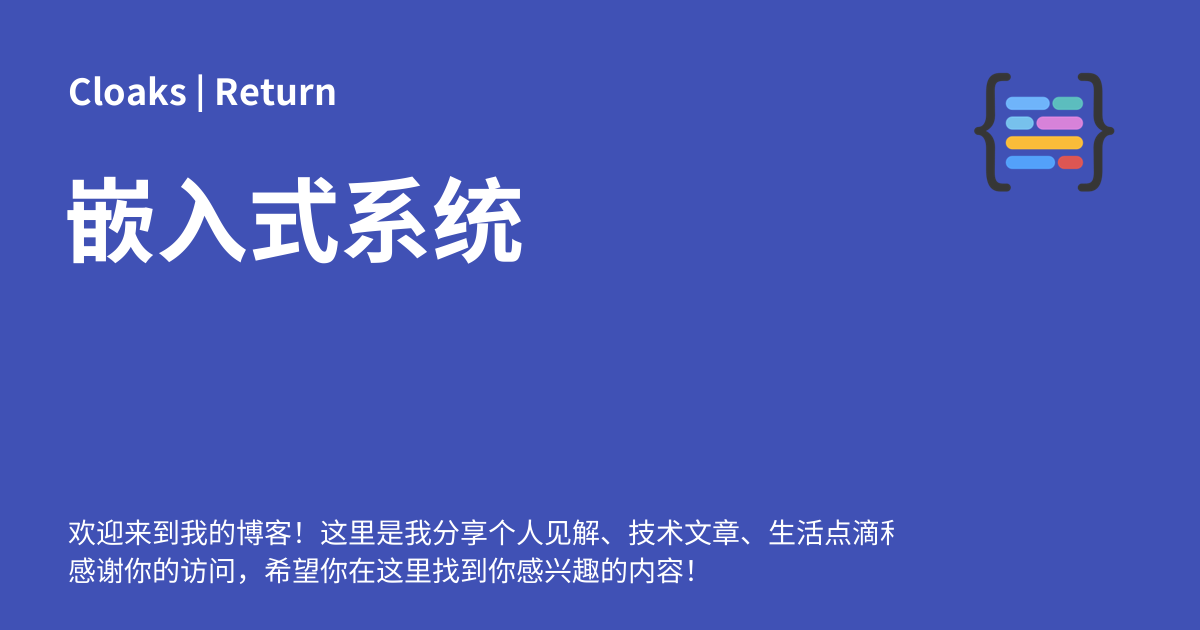 Cloaks | Return
嵌入式系统
欢迎来到我的博客！这里是我分享个人见解、技术文章、生活点滴
感谢你的访问，希望你在这里找到你感兴趣的内容！